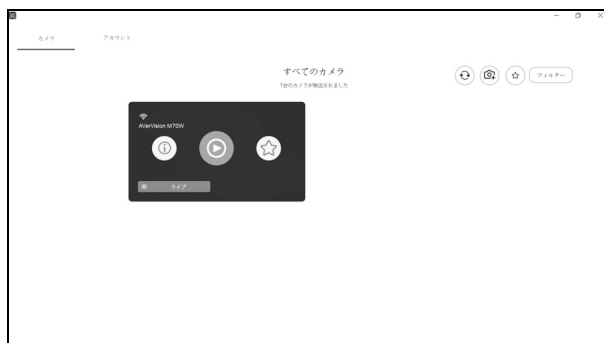 カメラ アカウント
すべてのカメラ
1台のカメラが検出されました
フィルター
AVerVision M70W
ライブ